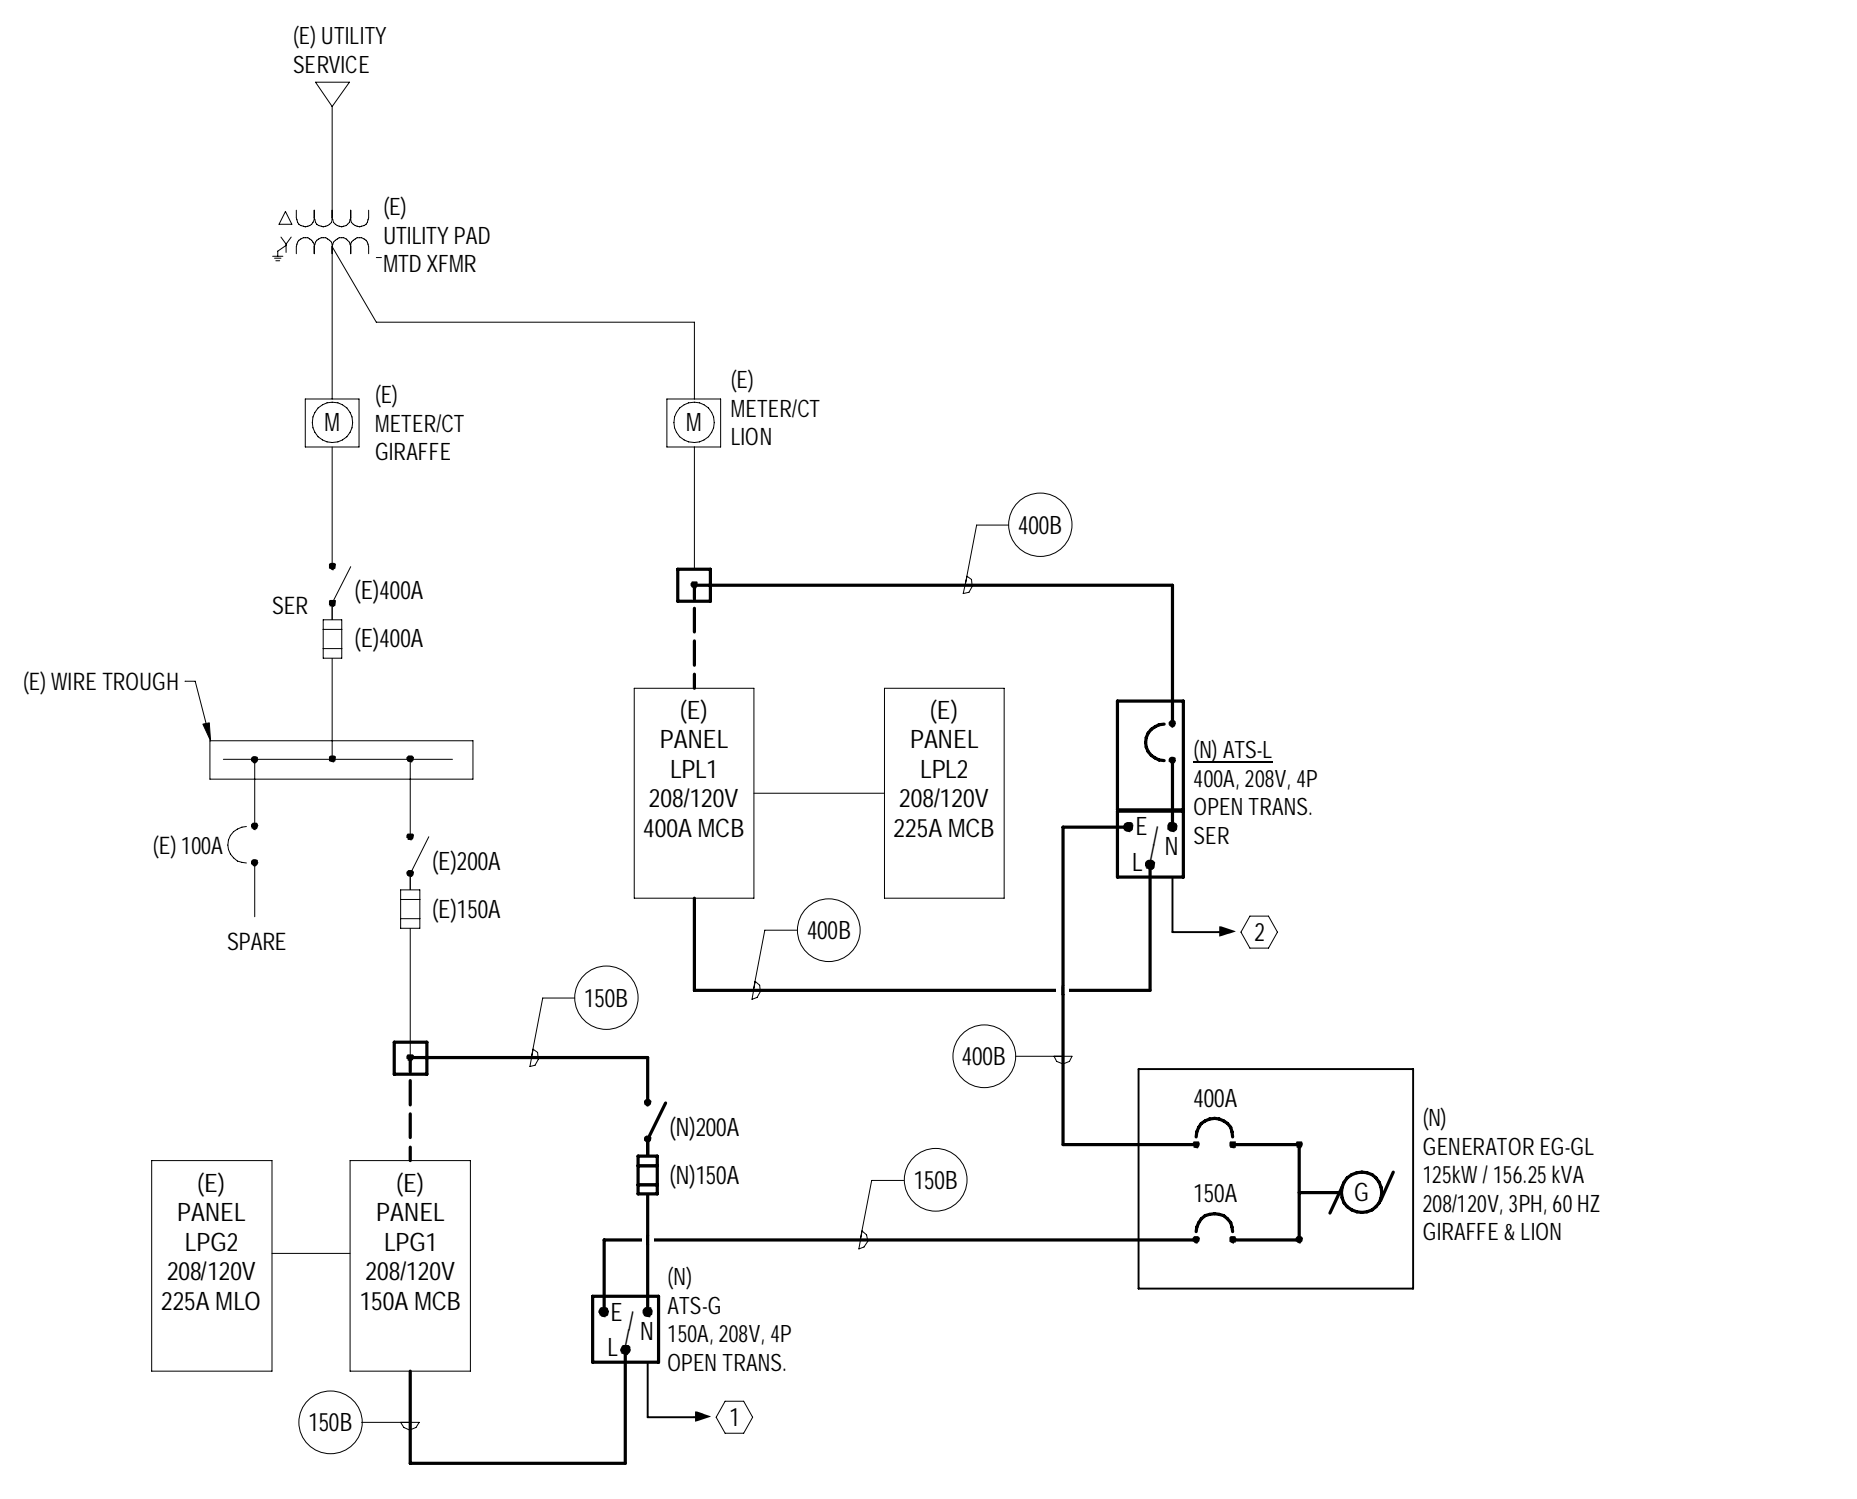 (E) UTILITY
SERVICE
(E)
UTILITY PAD
MTD XFMR
M
(E)
METER/CT
GIRAFFE
M
(E)
METER/CT
LION
400B
SER
(E)400A
(E)400A
(E) WIRE TROUGH
(E)
PANEL
LPL1
208/120V
400A MCB
(E)
PANEL
LPL2
208/120V
225A MCB
(N) ATS-L
400A, 208V, 4P
OPEN TRANS.
SER
E
N
L
(E) 100A
SPARE
(E)200A
(E)150A
400B
2
150B
400B
(N)200A
(N)150A
150B
400A
150A
G
(N)
GENERATOR EG-GL
125kW / 156.25 kVA
208/120V, 3PH, 60 HZ
GIRAFFE & LION
(E)
PANEL
LPG2
208/120V
225A MLO
(E)
PANEL
LPG1
208/120V
150A MCB
(N)
ATS-G
150A, 208V, 4P
OPEN TRANS.
E
N
L
150B
1